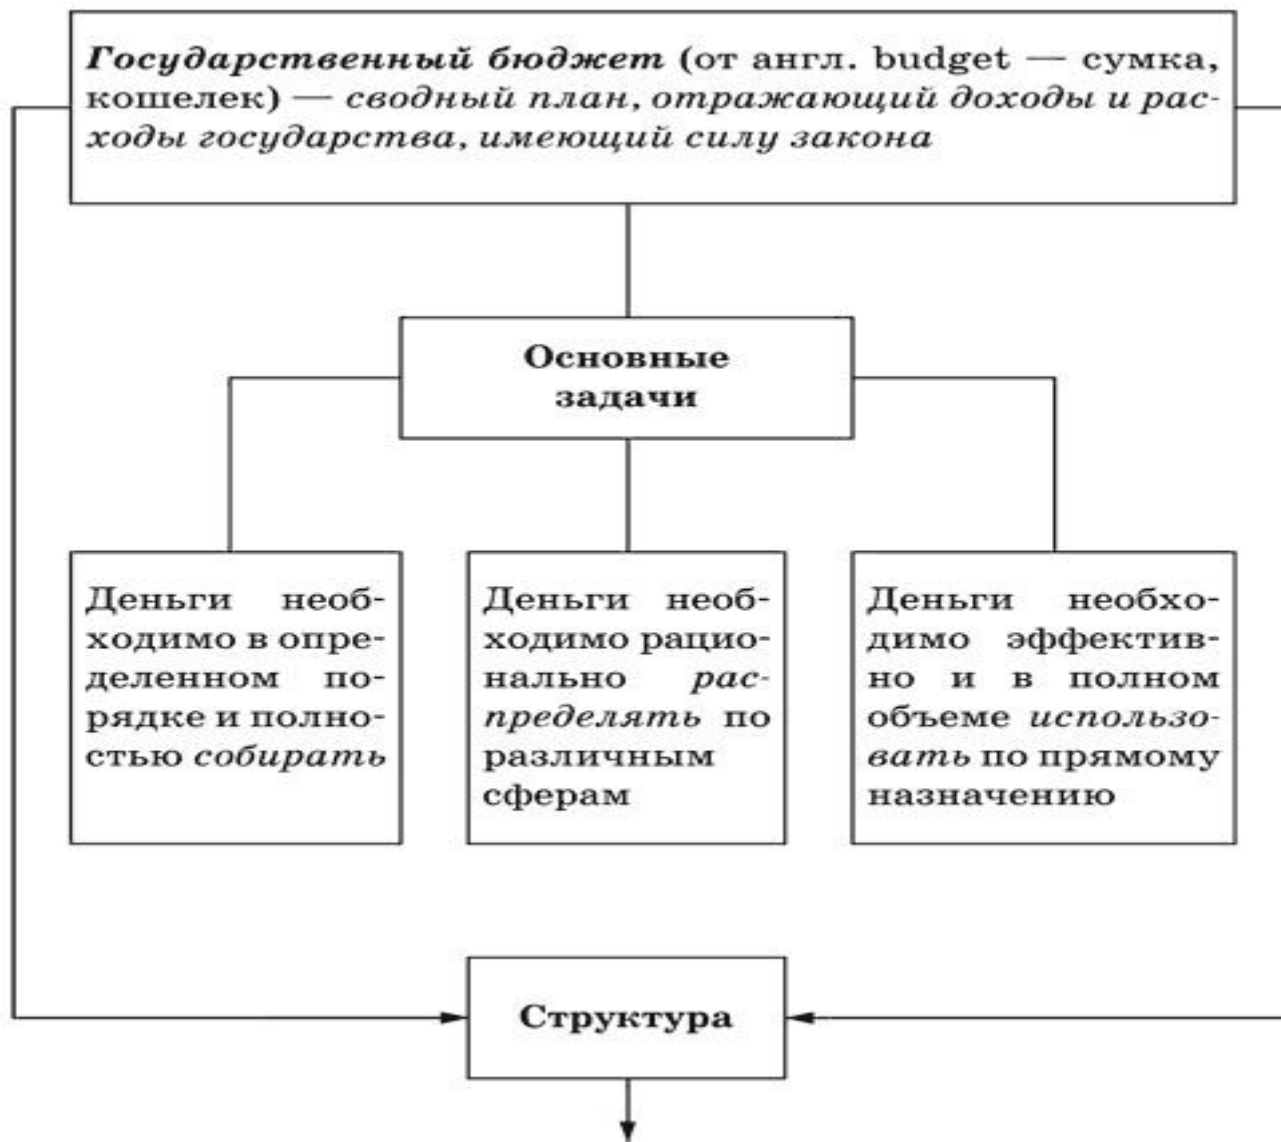 Государственный бюджет (от англ. budget — сумка,
кошелек) — сводный план, отражающий доходы и рас-
ходы государства, имеющий силу закона
Основные
задачи
Деньги необ-
ходимо в опре-
деленном по-
рядке и полно-
стью собирать
Деньги необ-
ходимо рацио-
нально рас-
пределять по
различным
сферам
Деньги необхо-
димо эффектив-
но и в полном
объеме использо-
вать по прямому
назначению
Структура